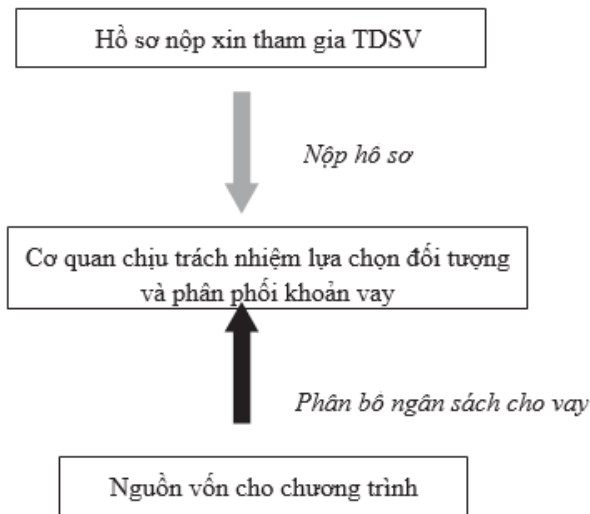 Hồ sơ nộp xin tham gia TDSV
Nộp hồ sơ
Cơ quan chịu trách nhiệm lựa chọn đối tượng
và phân phối khoản vay
Phân bổ ngân sách cho vay
Nguồn vốn cho chương trình